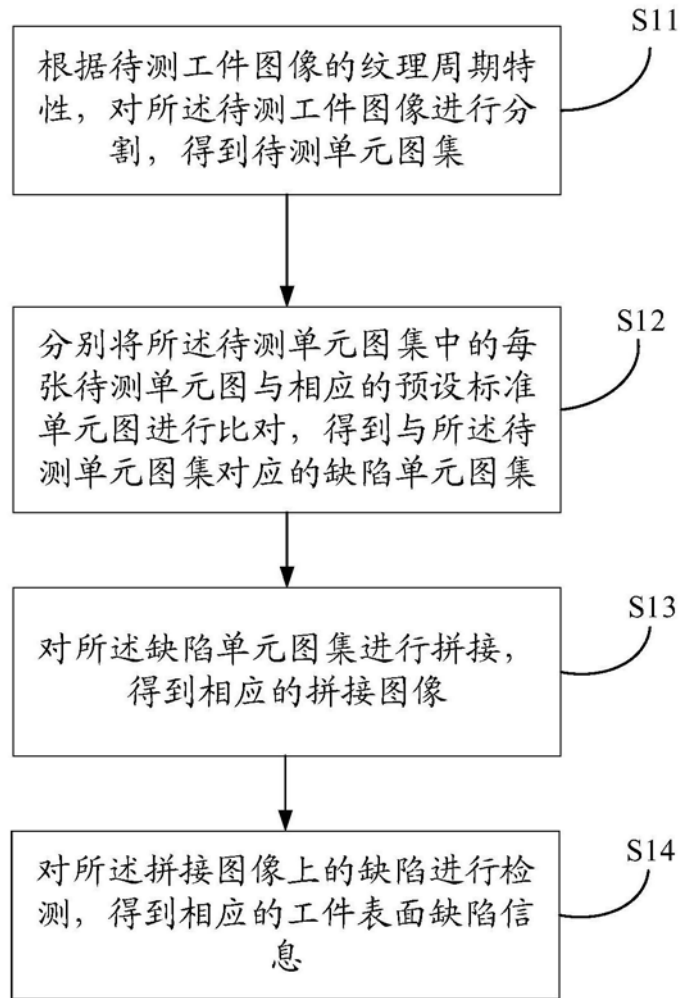 S11
根据待测工件图像的纹理周期特
性，对所述待测工件图像进行分
割，得到待测单元图集
S12
分别将所述待测单元图集中的每
张待测单元图与相应的预设标准
单元图进行比对，得到与所述待
测单元图集对应的缺陷单元图集
S13
对所述缺陷单元图集进行拼接，
得到相应的拼接图像
S14
对所述拼接图像上的缺陷进行检
测，得到相应的工件表面缺陷信
息